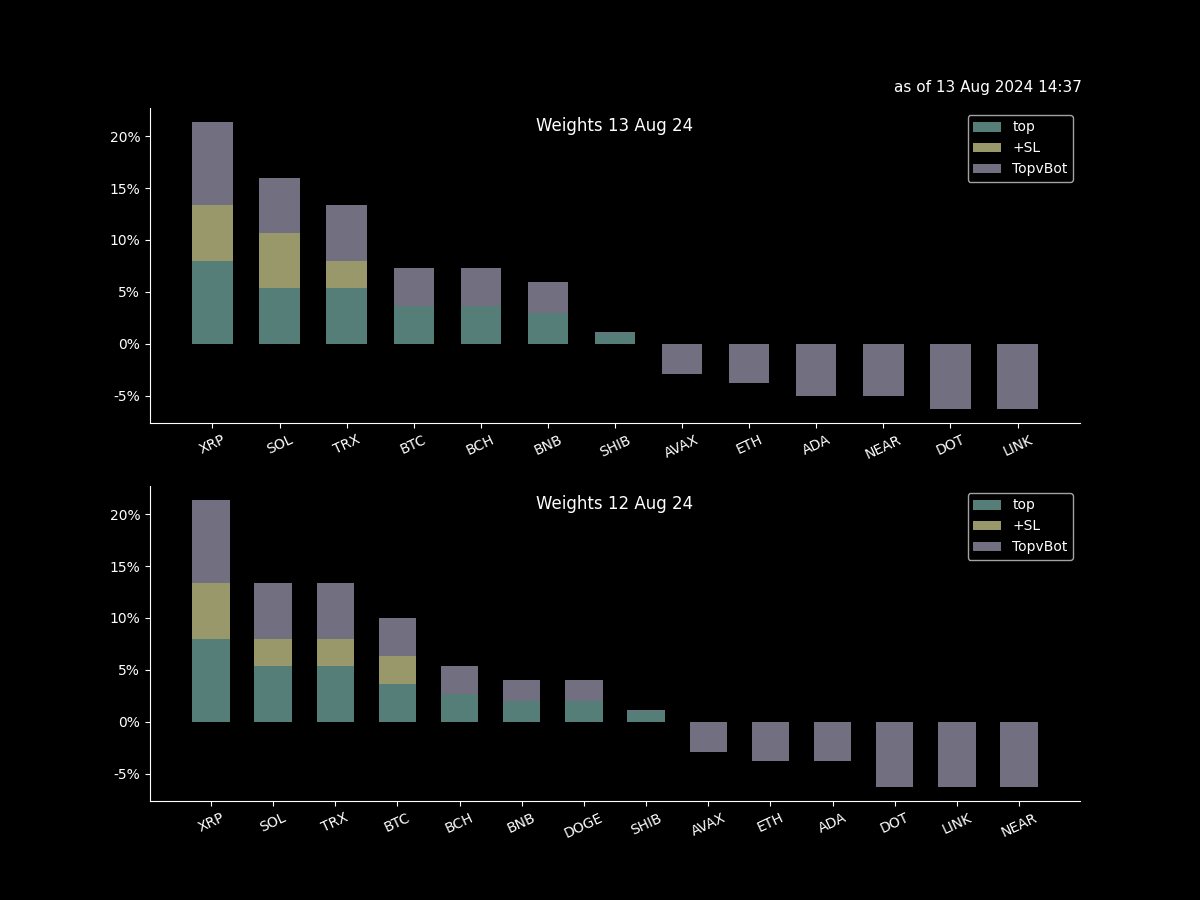 as of 13 Aug 2024 14:37
Weights 13 Aug 24
top
+SL
TopvBot
20%
15%
10%
5%
0%
-5%
XRP SOL TRX BTC BCH BNB SHIB AVAX ETH ADA NEAR DOT LINK
Weights 12 Aug 24
top
+SL
TopvBot
20%
15%
10%
5%
0%
-5%
XRP SOL TRX BTC BCH BNB DOGE SHIB AVAX ETH ADA DOT LINK NEAR